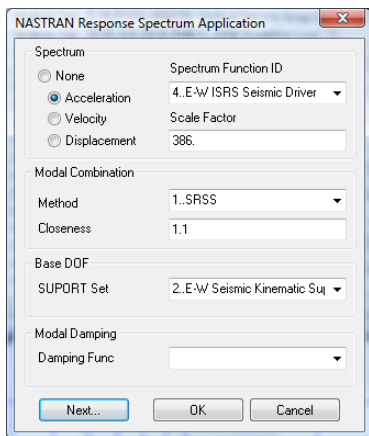 NASTRAN Response Spectrum Application
Spectrum
None
Spectrum Function ID
Acceleration
4..E-W ISRS Seismic Driver
Velocity
Scale Factor
Displacement
386.
Modal Combination
Method
1..SRSS
Closeness
1.1
Base DOF
SUPORT Set
2..E-W Seismic Kinematic Su
Modal Damping
Damping Func
Next...
OK
Cancel